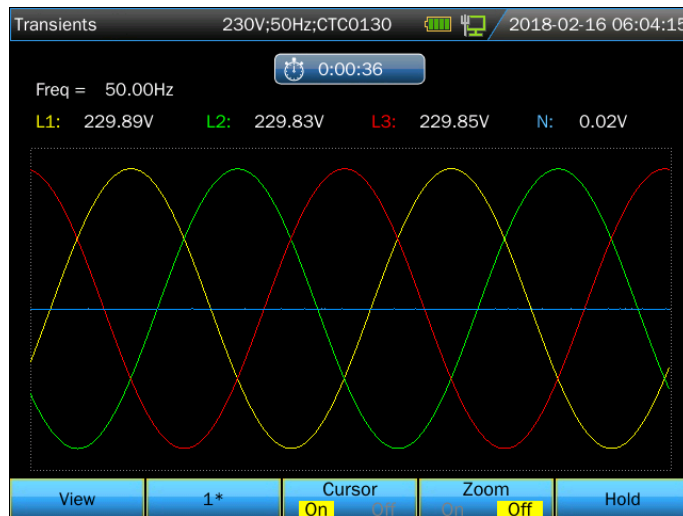 Transients 230V;50Hz;CTC0130 2018-02-16 06:04:15
0:00:36
Freq = 50.00Hz
L1: 229.89V L2: 229.83V L3: 229.85V N: 0.02V
View 1* Cursor Zoom Hold
On Off On Off